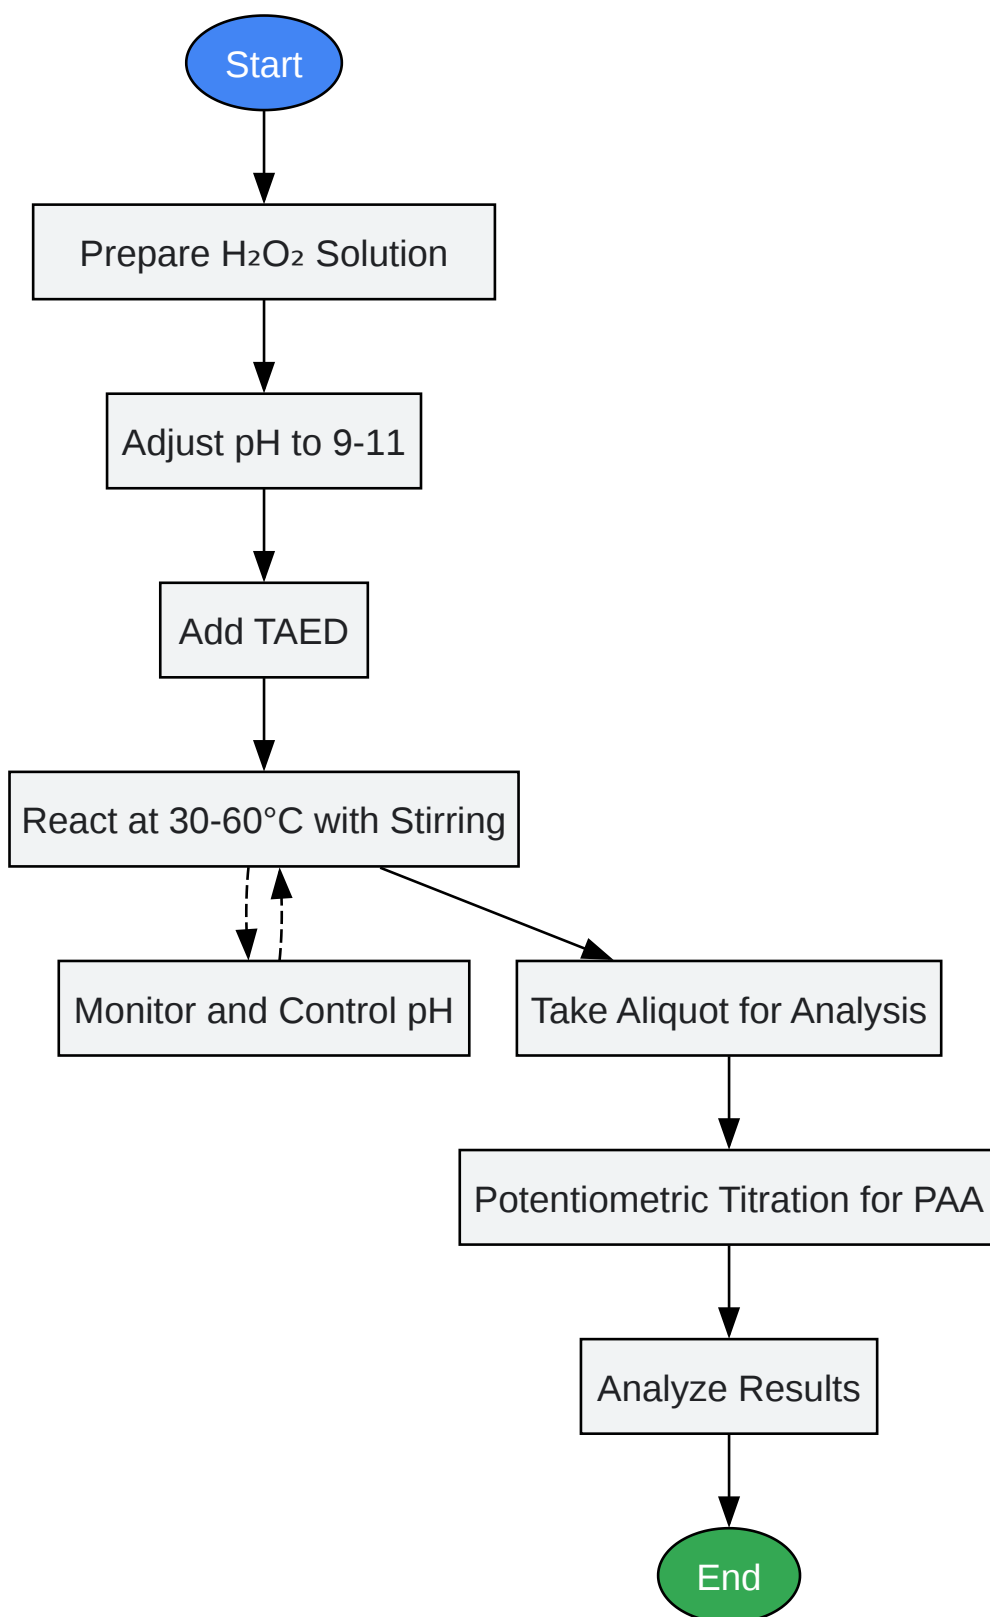 Start
Prepare H₂O₂ Solution
Adjust pH to 9-11
Add TAED
React at 30-60°C with Stirring
Monitor and Control pH
Take Aliquot for Analysis
Potentiometric Titration for PAA
Analyze Results
End